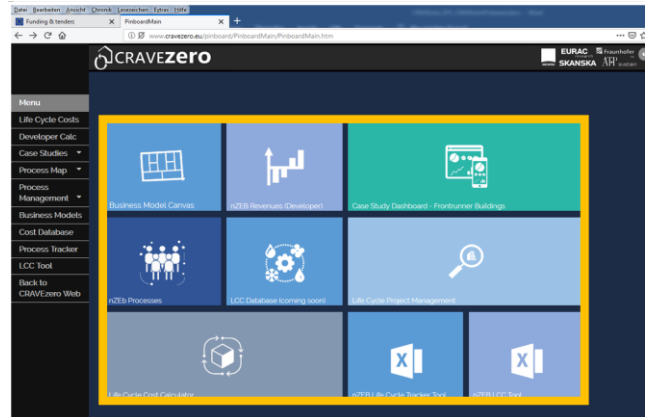 Datei Bearbeiten Ansicht Chronik Lesezeichen Extras Hilfe
Funding & tenders
PinboardMain
www.cravezero.eu/pinboard/PinboardMain/PinboardMain.htm
CRAVEzero
EURAC
research
Fraunhofer
SKANSKA
Menu
Life Cycle Costs
Developer Calc
Case Studies
Process Map
Process
Management
Business Models
Cost Database
Process Tracker
LCC Tool
Back to
CRAVEzero Web
Business Model Canvas
nZEB Revenues (Developer)
Case Study Dashboard - Frontrunner Buildings
nZEb Processes
LCC Database (coming soon)
Life Cycle Project Management
Life Cycle Cost Calculator
nZEB Life Cycle Tracker Tool
nZEB LCC Tool